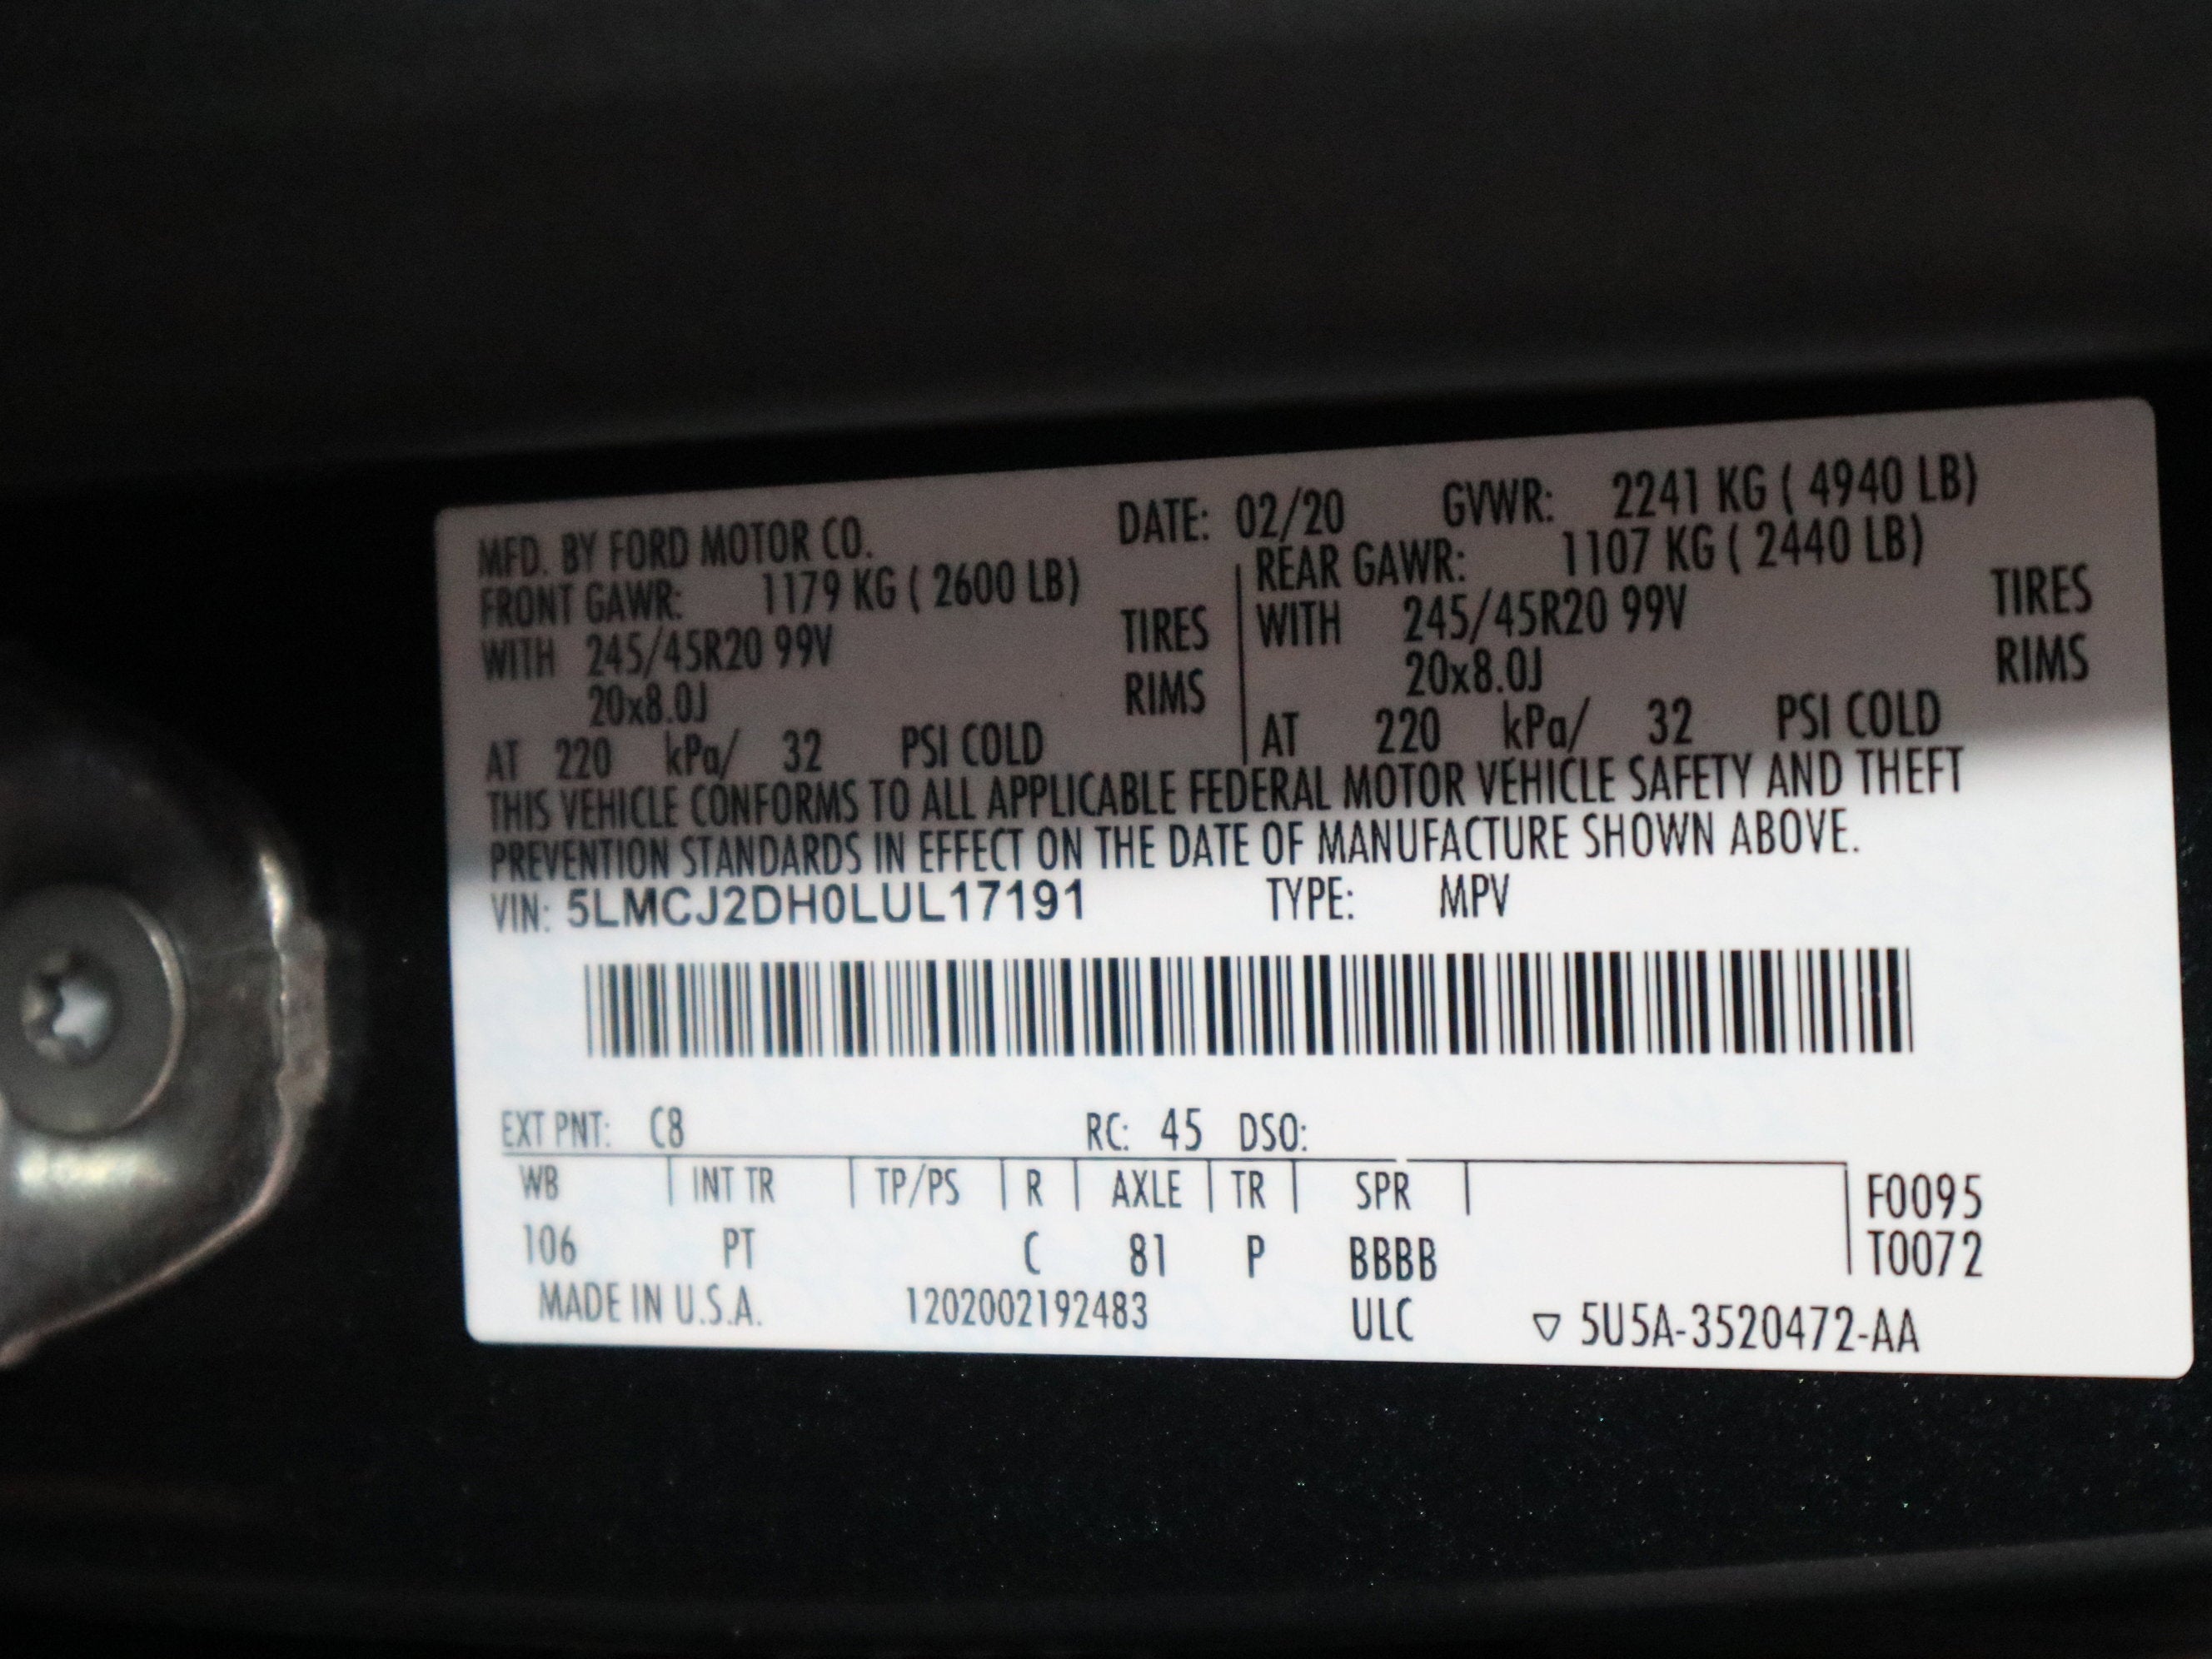 MFD. BY FORD MOTOR CO. DATE: 02/20 GVWR: 2241 KG ( 4940 LB)
FRONT GAWR: 1179 KG ( 2600 LB) REAR GAWR: 1107 KG ( 2440 LB)
WITH 245/45R20 99V TIRES WITH 245/45R20 99V TIRES
20x8.0J RIMS 20x8.0J RIMS
AT 220 kPa/ 32 PSI COLD AT 220 kPa/ 32 PSI COLD
THIS VEHICLE CONFORMS TO ALL APPLICABLE FEDERAL MOTOR VEHICLE SAFETY AND THEFT
PREVENTION STANDARDS IN EFFECT ON THE DATE OF MANUFACTURE SHOWN ABOVE.
VIN: 5LMCJ2DH0LUL17191 TYPE: MPV
EXT PNT: C8 RC: 45 DSO:
WB INT TR TP/PS R AXLE TR SPR F0095
106 PT C 81 P BBBB T0072
MADE IN U.S.A. 1202002192483 ULC ▽ 5U5A-3520472-AA